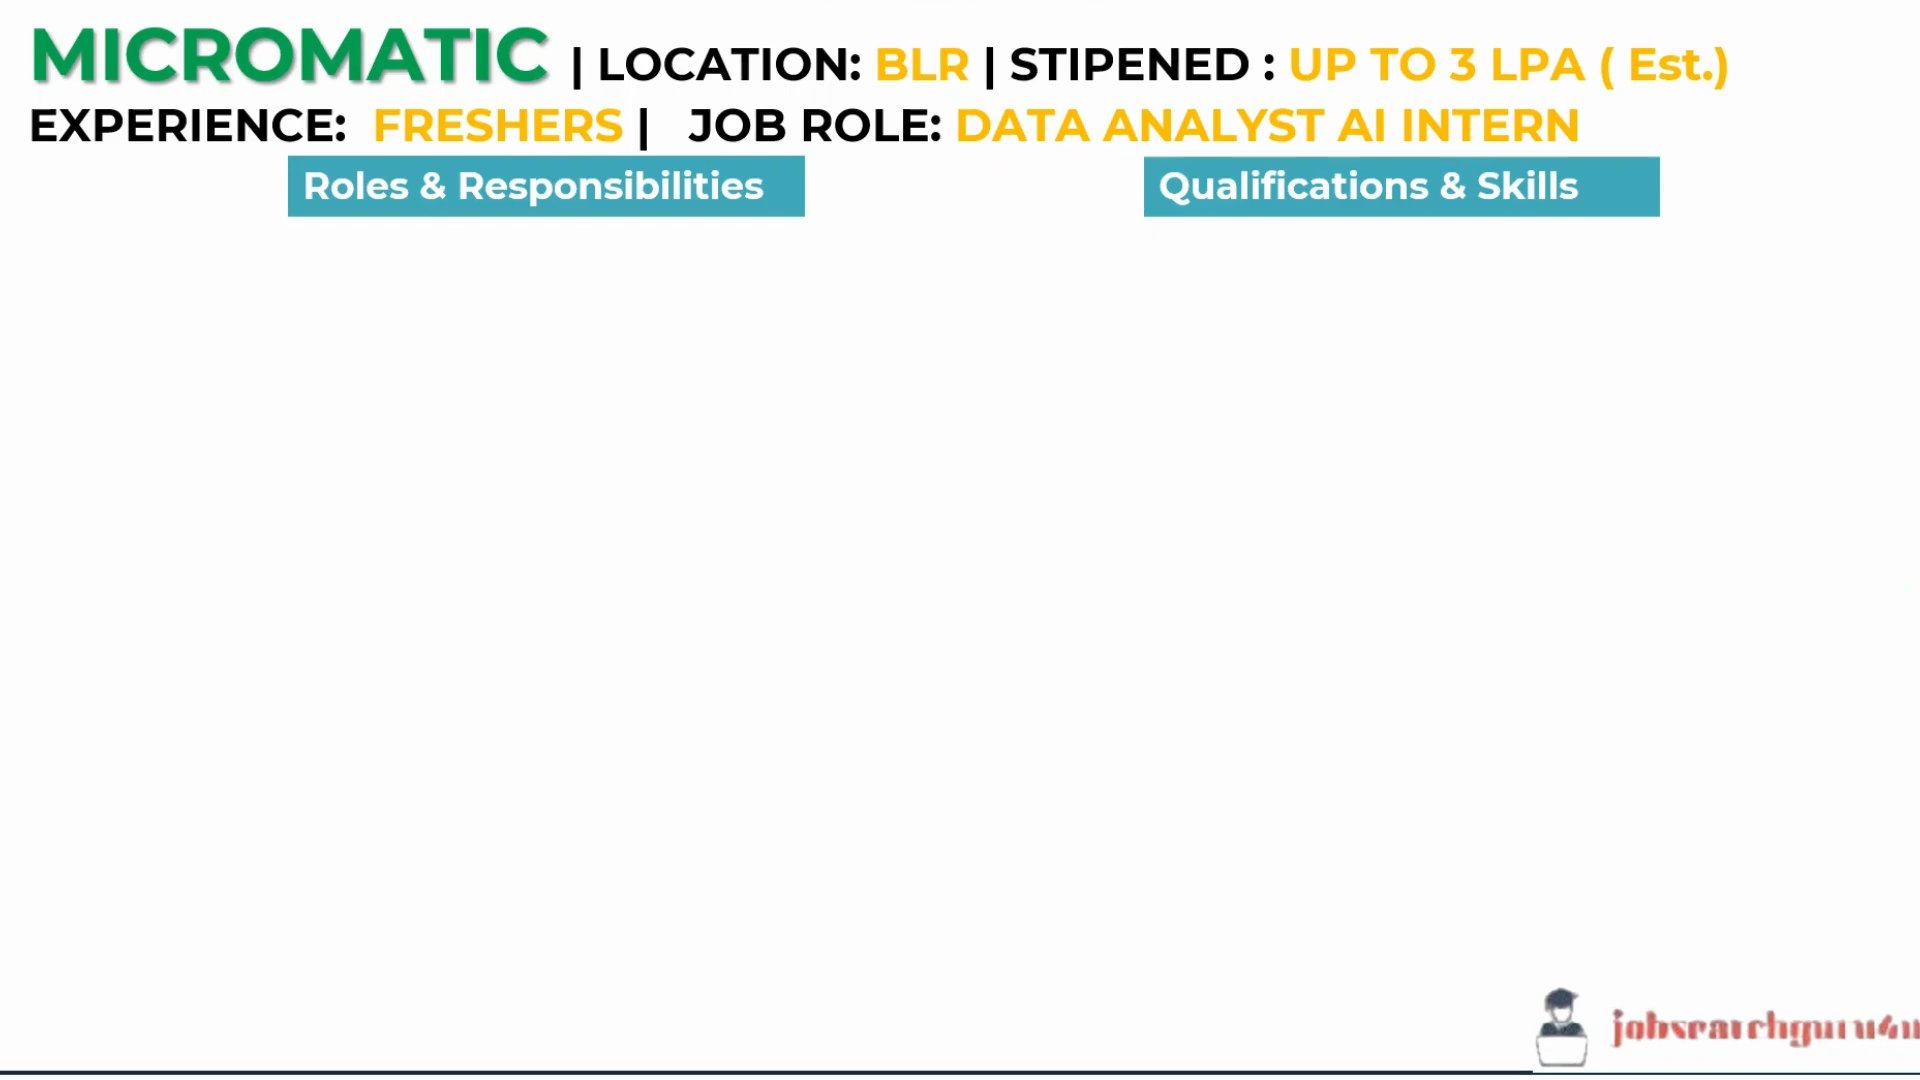 MICROMATIC | LOCATION: BLR | STIPENED : UP TO 3 LPA ( Est.)
EXPERIENCE: FRESHERS | JOB ROLE: DATA ANALYST AI INTERN
Roles & Responsibilities
Qualifications & Skills
jobsearchguru4u